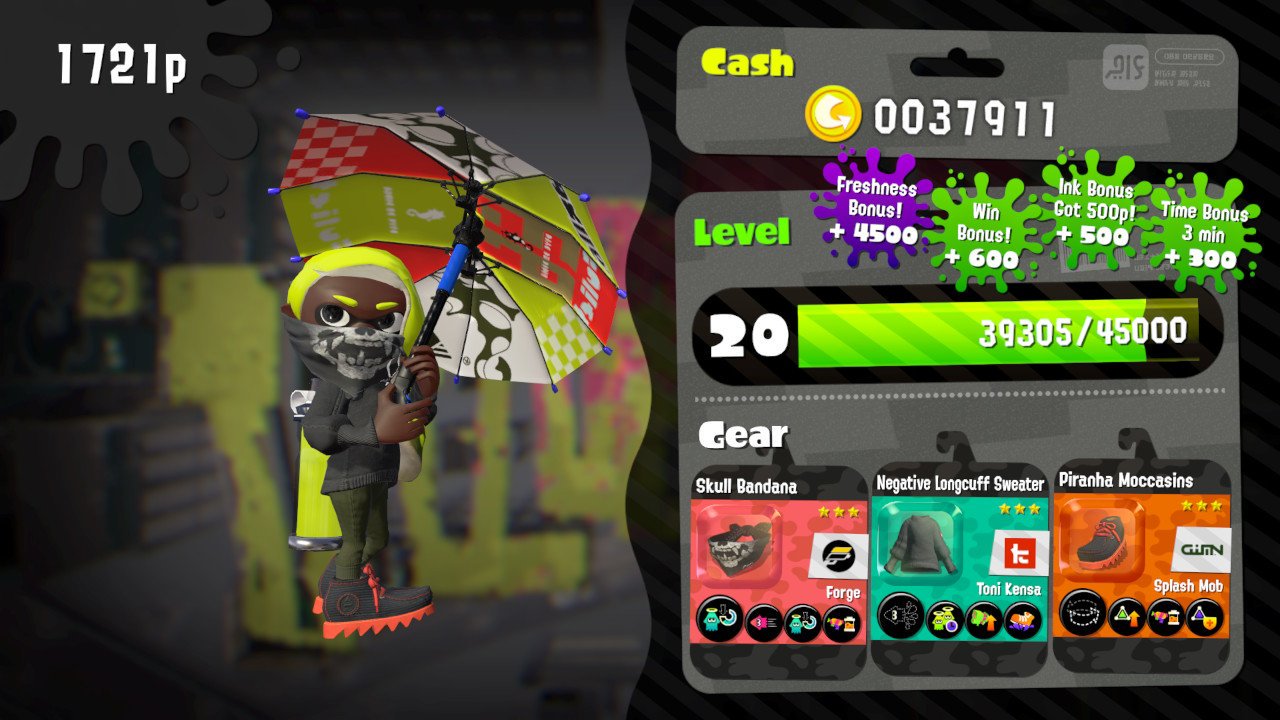 1721p
Cash
0037911
Freshness
Bonus!
+ 4500
Win
Bonus!
+ 600
Ink Bonus
Got 500p!
+ 500
Time Bonus
3 min
+ 300
Level
20
39305/45000
Gear
Skull Bandana
Forge
Negative Longcuff Sweater
Toni Kensa
Piranha Moccasins
Splash Mob